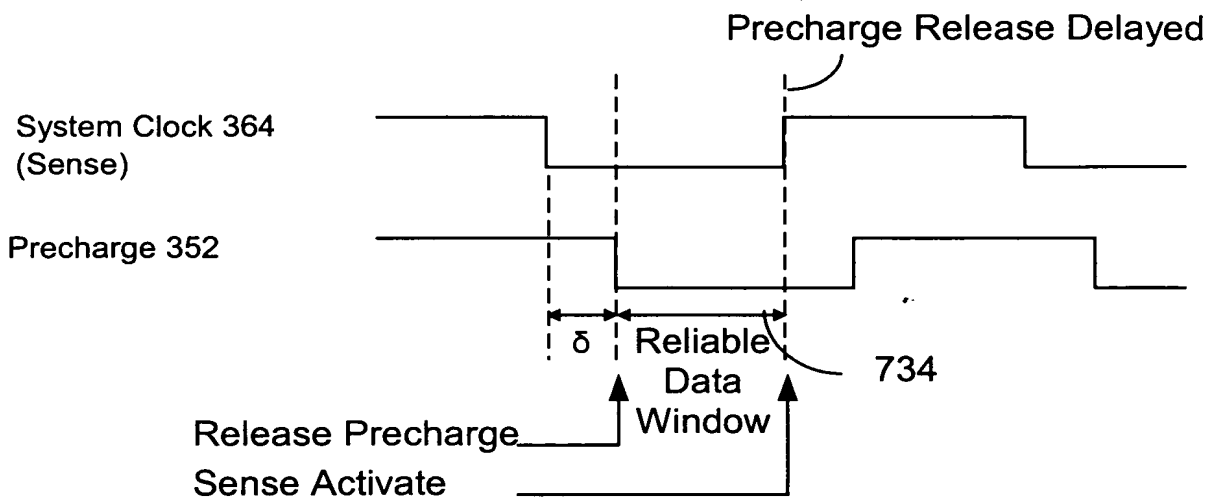 Precharge Release Delayed
System Clock 364
(Sense)
Precharge 352
δ
Reliable
Data
Window
734
Release Precharge
Sense Activate